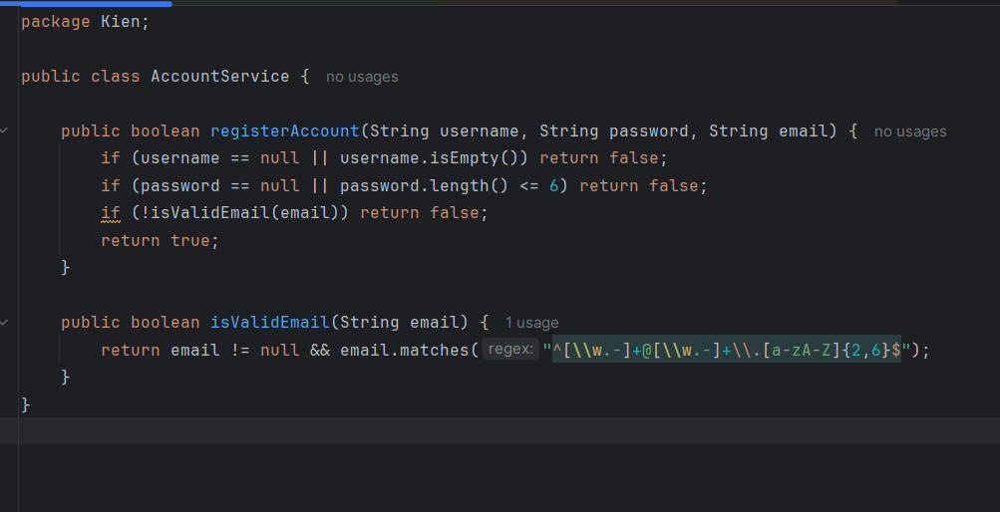 package Kien;
public class AccountService { no usages
public boolean registerAccount(String username, String password, String email) { no usages
if (username == null || username.isEmpty()) return false;
if (password == null || password.length() <= 6) return false;
if (!isValidEmail(email)) return false;
return true;
}
public boolean isValidEmail(String email) { 1 usage
return email != null && email.matches( regex: "^[\\w.-]+@[\\w.-]+\\.[a-zA-Z]{2,6}$");
}
}